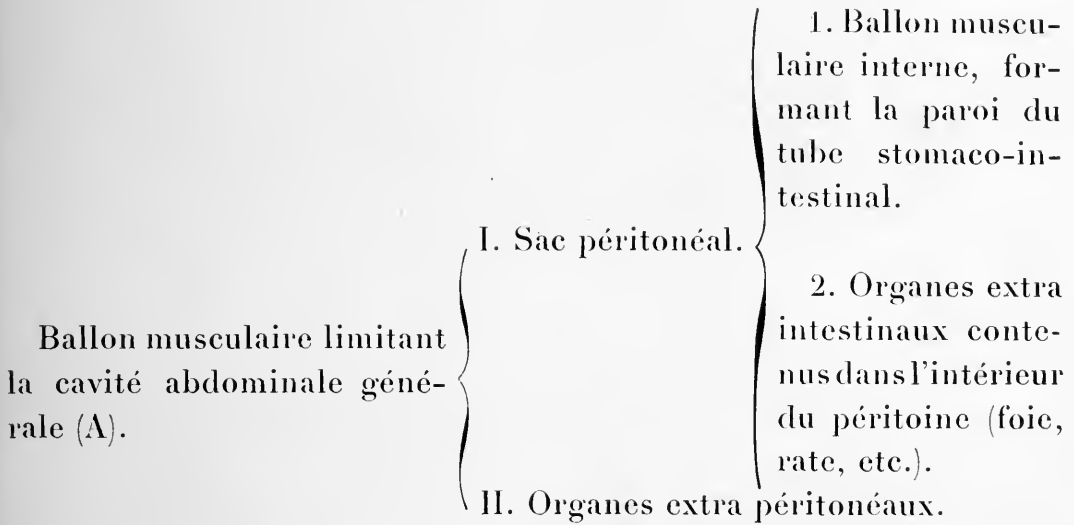 Ballon musculaire limitant
la cavité abdominale géné-
rale (A).
I. Sac péritonéal.
1. Ballon muscu-
laire interne, for-
mant la paroi du
tube stomaco-in-
testinal.
2. Organes extra
intestinaux conte-
nus dans l'intérieur
du péritoine (foie,
rate, etc.).
II. Organes extra péritonéaux.